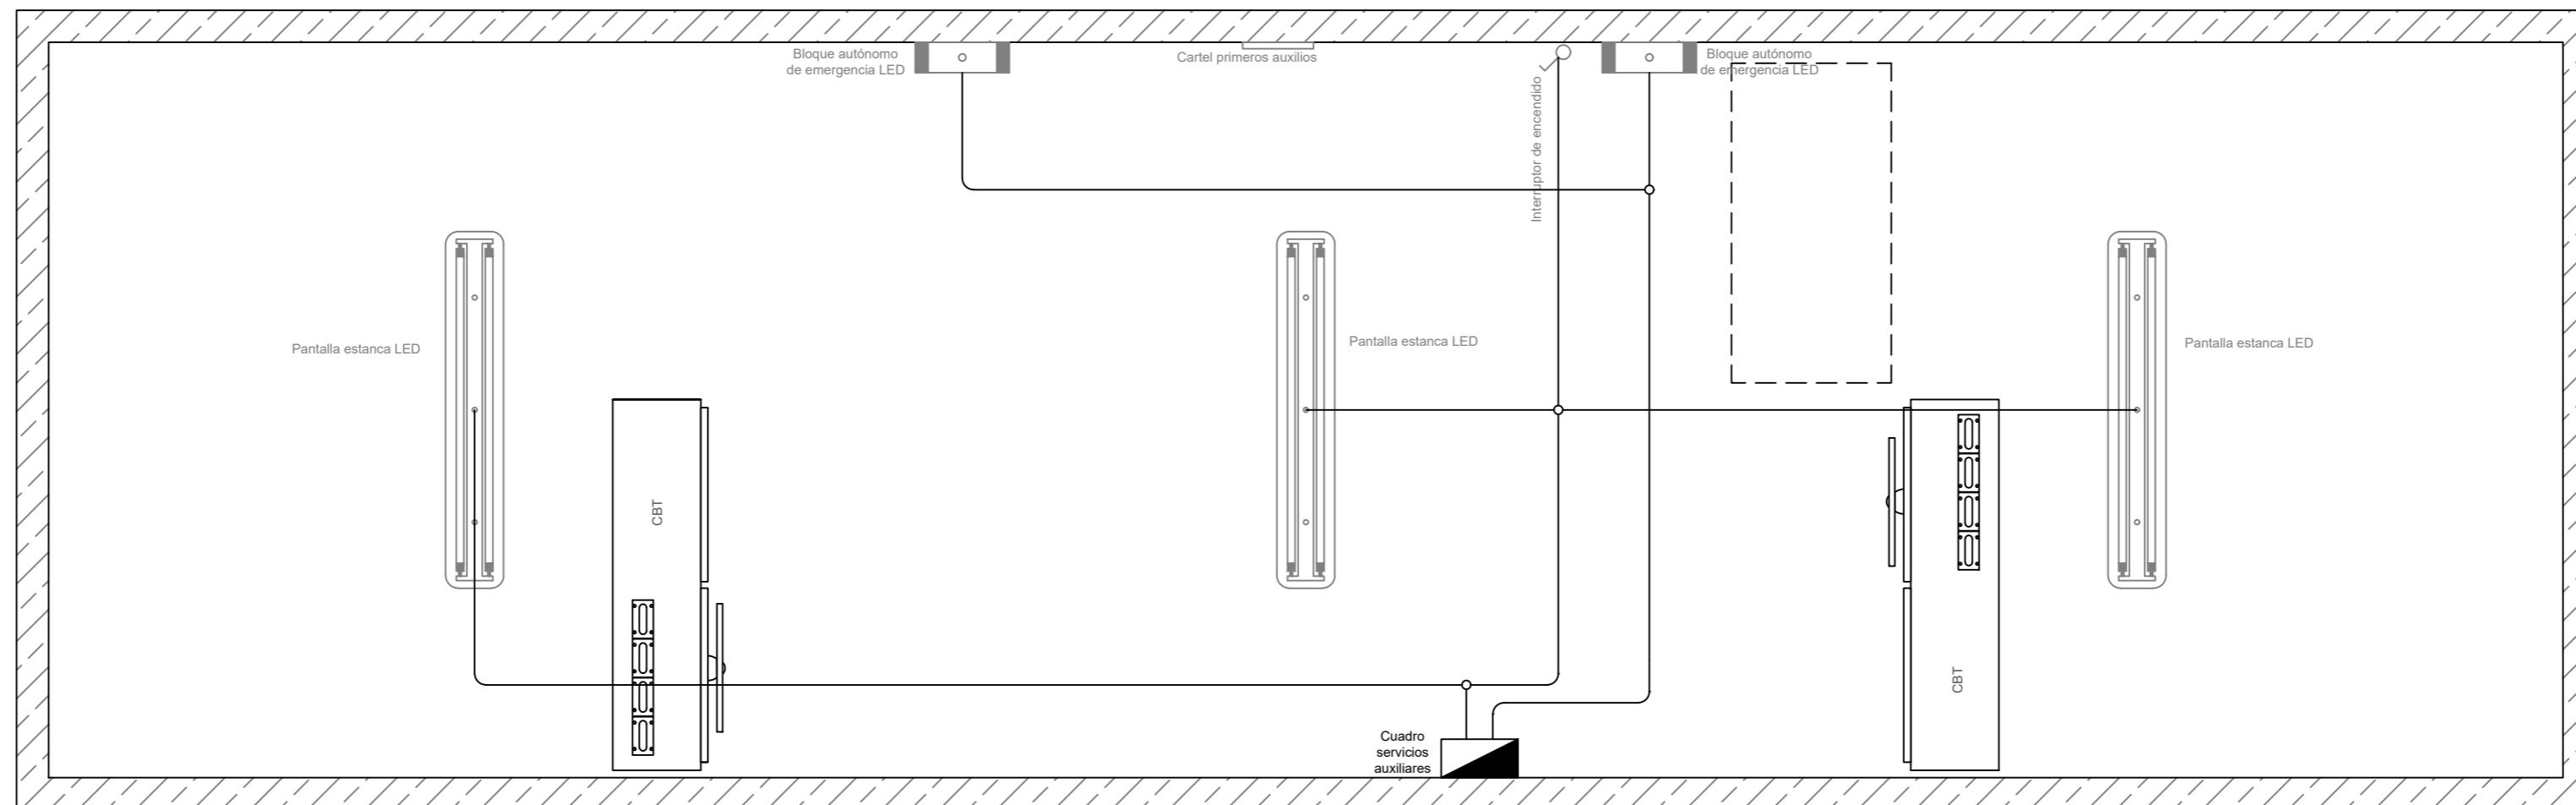 Bloque autónomo
de emergencia LED
Cartel primeros auxilios
Interruptor de encendido
Bloque autónomo
de emergencia LED
Pantalla estanca LED
Pantalla estanca LED
Pantalla estanca LED
CBT
CBT
Cuadro
servicios
auxiliares